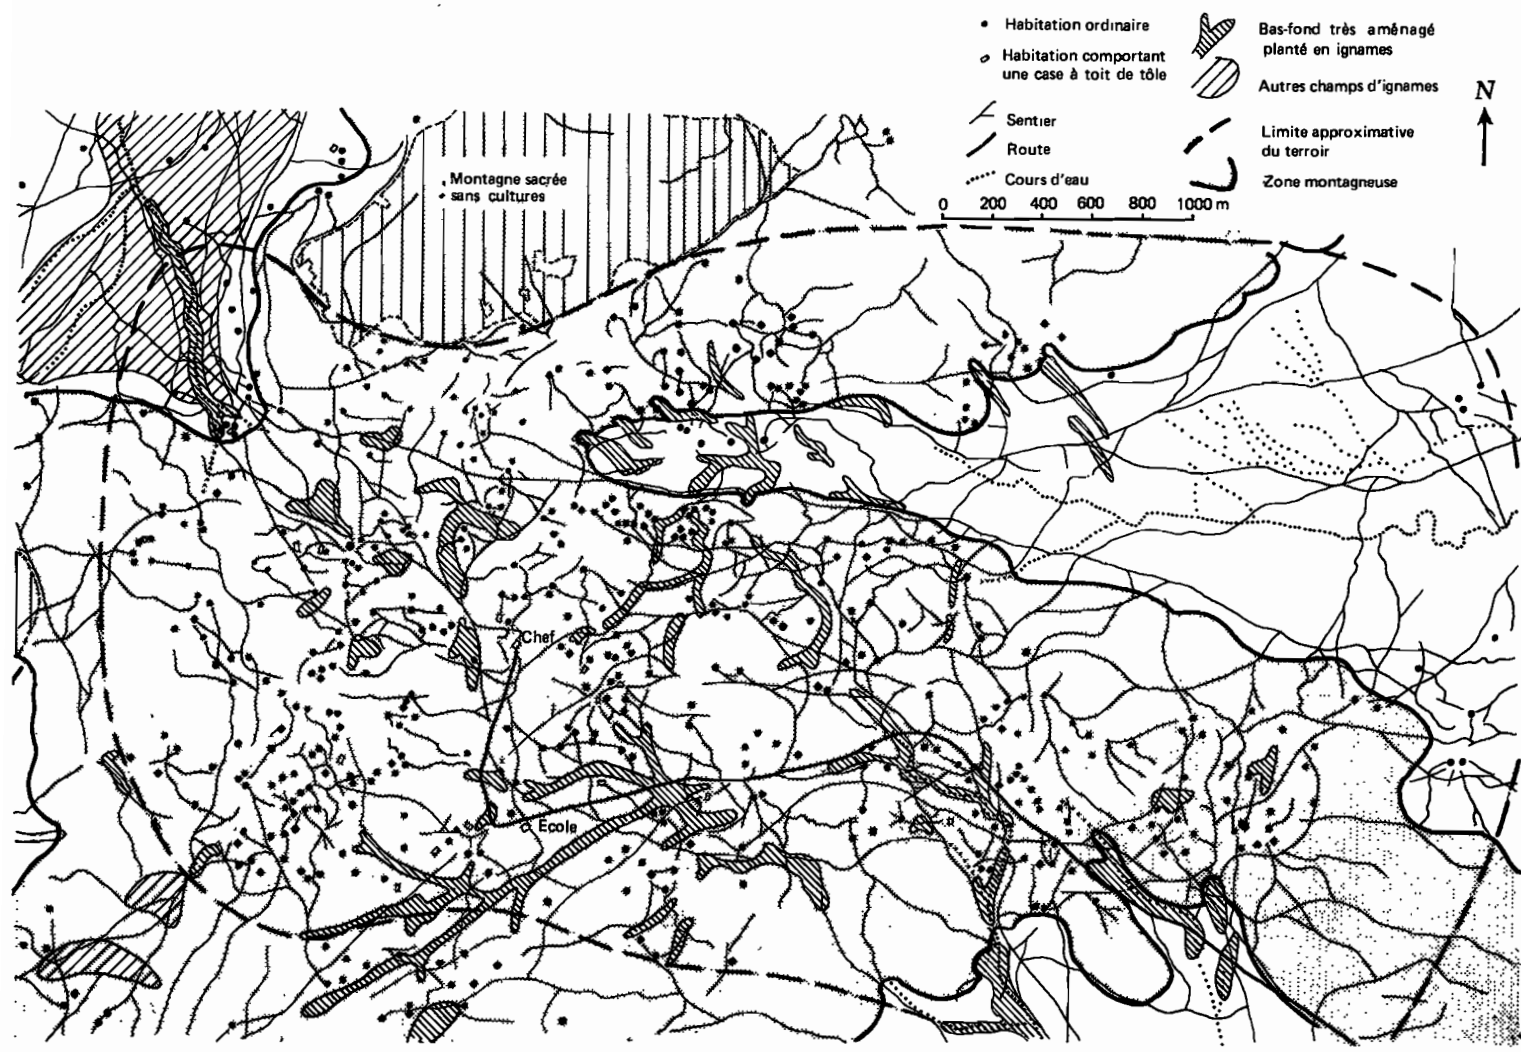 Habitation ordinaire
Habitation comportant
une case à toit de tôle
Sentier
Route
Cours d'eau
Bas-fond très aménagé
planté en ignames
Autres champs d'ignames
Limite approximative
du terroir
Zone montagneuse
N
0 200 400 600 800 1000 m
Montagne sacrée
sans cultures
Chef
Ecole